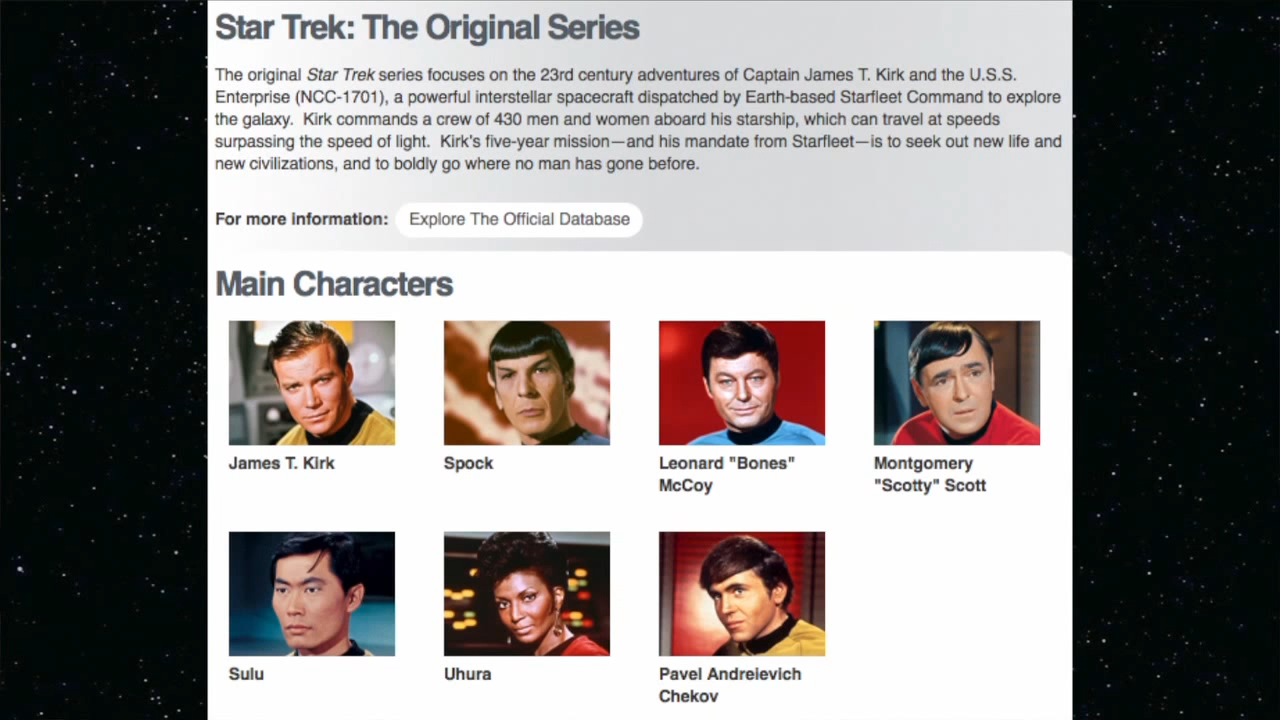 Star Trek: The Original Series
The original Star Trek series focuses on the 23rd century adventures of Captain James T. Kirk and the U.S.S.
Enterprise (NCC-1701), a powerful interstellar spacecraft dispatched by Earth-based Starfleet Command to explore
the galaxy.  Kirk commands a crew of 430 men and women aboard his starship, which can travel at speeds
surpassing the speed of light.  Kirk's five-year mission—and his mandate from Starfleet—is to seek out new life and
new civilizations, and to boldly go where no man has gone before.
For more information: Explore The Official Database
Main Characters
James T. Kirk
Spock
Leonard "Bones"
McCoy
Montgomery
"Scotty" Scott
Sulu
Uhura
Pavel Andreievich
Chekov